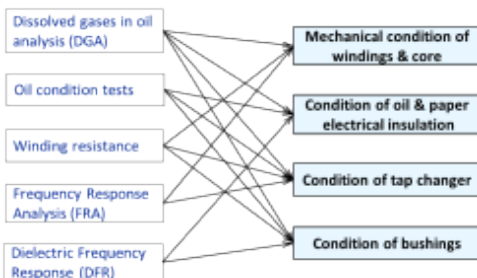 Dissolved gases in oil
analysis (DGA)
Oil condition tests
Winding resistance
Frequency Response
Analysis (FRA)
Dielectric Frequency
Response (DFR)
Mechanical condition of
windings & core
Condition of oil & paper
electrical insulation
Condition of tap changer
Condition of bushings